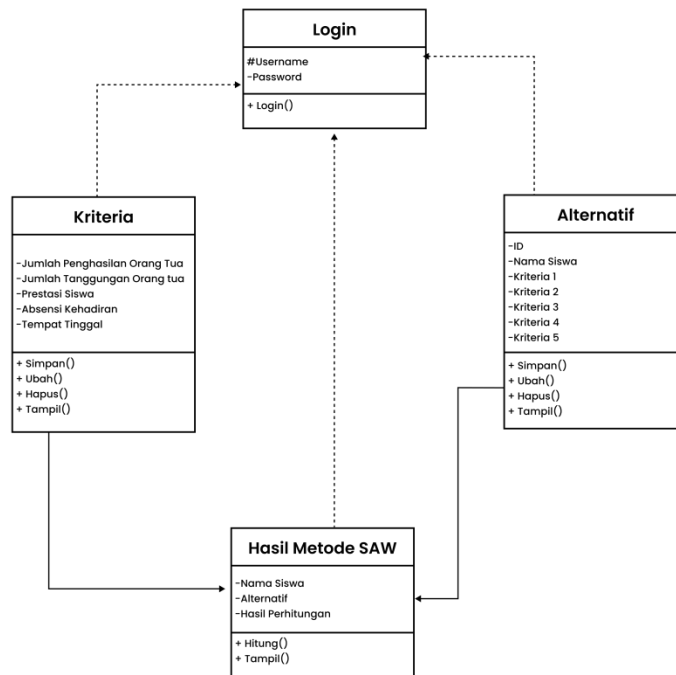 Login
#Username
-Password
+ Login()
Kriteria
-Jumlah Penghasilan Orang Tua
-Jumlah Tanggungan Orang tua
-Prestasi Siswa
-Absensi Kehadiran
-Tempat Tinggal
+ Simpan()
+ Ubah()
+ Hapus()
+ Tampil()
Alternatif
-ID
-Nama Siswa
-Kriteria 1
-Kriteria 2
-Kriteria 3
-Kriteria 4
-Kriteria 5
+ Simpan()
+ Ubah()
+ Hapus()
+ Tampil()
Hasil Metode SAW
-Nama Siswa
-Alternatif
-Hasil Perhitungan
+ Hitung()
+ Tampil()